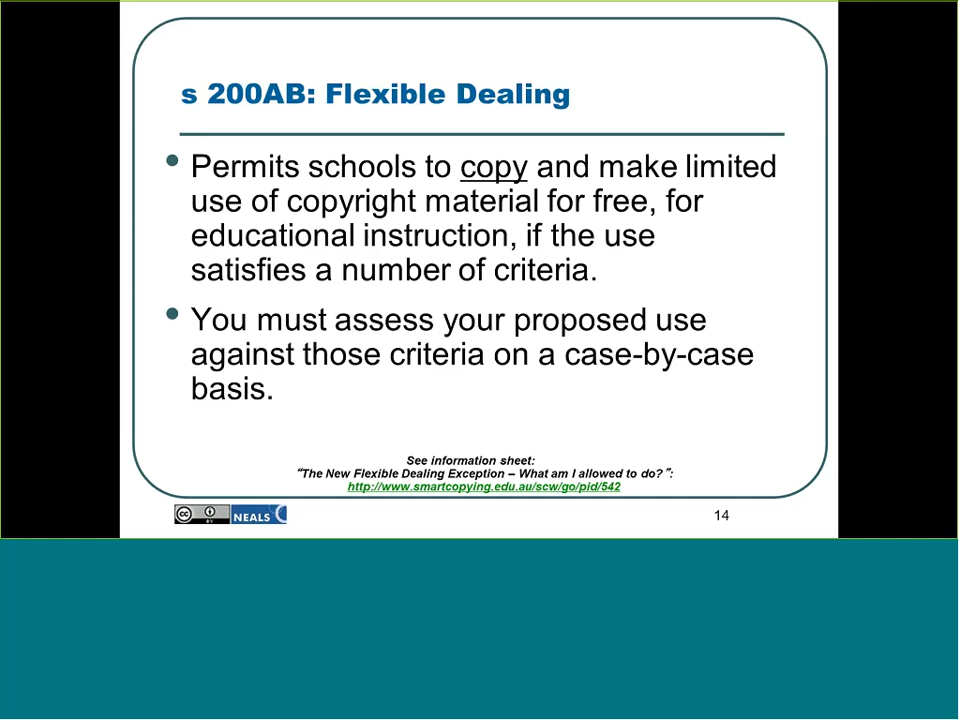 s 200AB: Flexible Dealing
• Permits schools to copy and make limited
use of copyright material for free, for
educational instruction, if the use
satisfies a number of criteria.
• You must assess your proposed use
against those criteria on a case-by-case
basis.
See information sheet:
“The New Flexible Dealing Exception – What am I allowed to do?”:
http://www.smartcopying.edu.au/scw/go/pid/542
cc BY NEALS
14